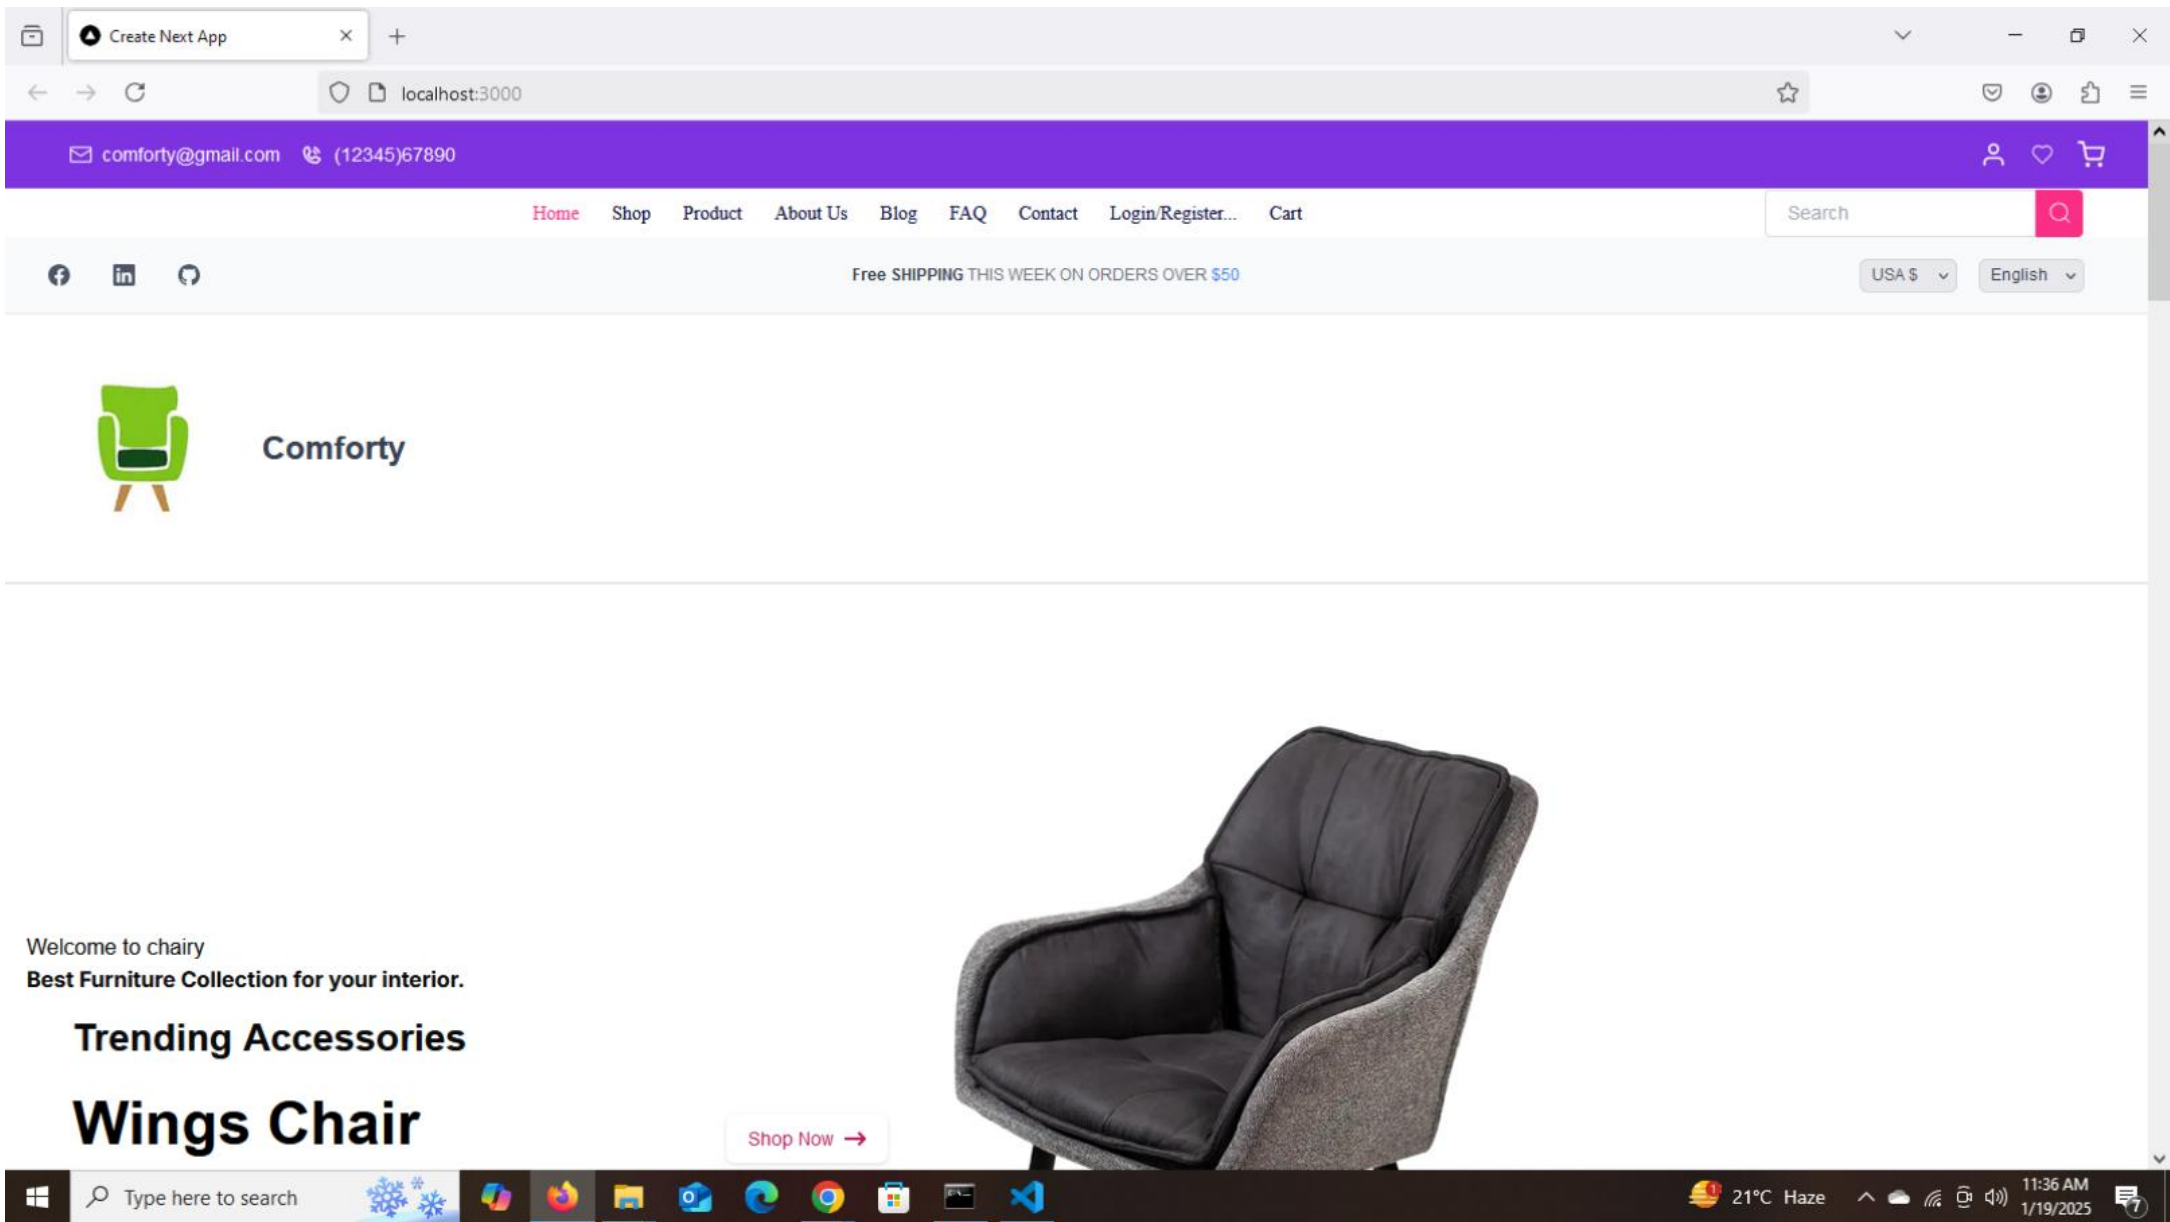 Create Next App
localhost:3000
comforty@gmail.com (12345)67890
Home Shop Product About Us Blog FAQ Contact Login/Register... Cart Search
Free SHIPPING THIS WEEK ON ORDERS OVER $50 USA $ English
Comforty
Welcome to chairy
Best Furniture Collection for your interior.
Trending Accessories
Wings Chair
Shop Now
Type here to search 1 21°C Haze 11:36 AM
1/19/2025 7